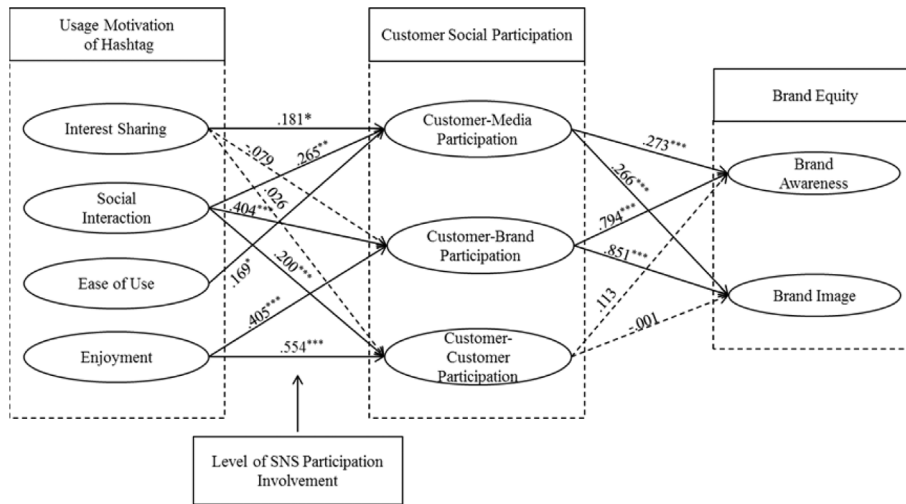 Usage Motivation
of Hashtag
Customer Social Participation
Brand Equity
Interest Sharing
Social
Interaction
Ease of Use
Enjoyment
Customer-Media
Participation
Customer-Brand
Participation
Customer-
Customer
Participation
Brand
Awareness
Brand Image
.181*
-.079
.026
.265**
.404***
.200***
.169*
.405***
.554***
.273***
.266***
.794***
.851***
.113
-.001
Level of SNS Participation
Involvement